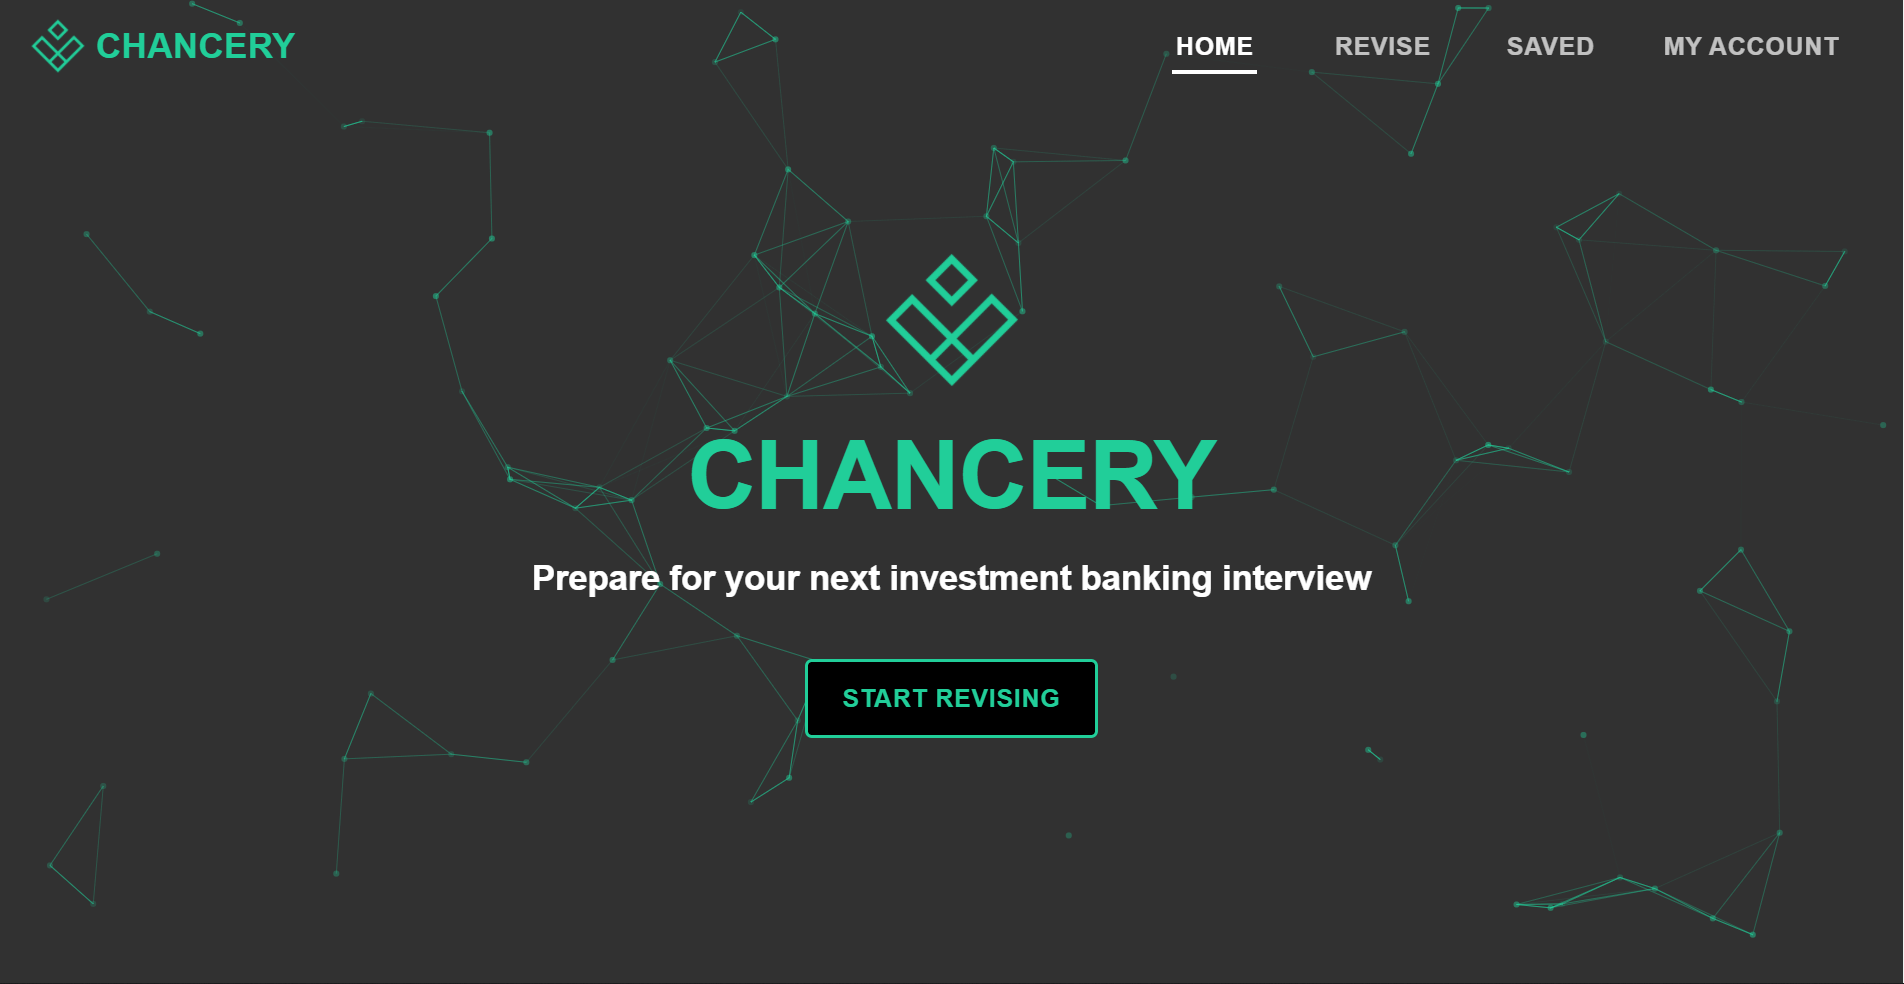 CHANCERY
HOME REVISE SAVED MY ACCOUNT
CHANCERY
Prepare for your next investment banking interview
START REVISING